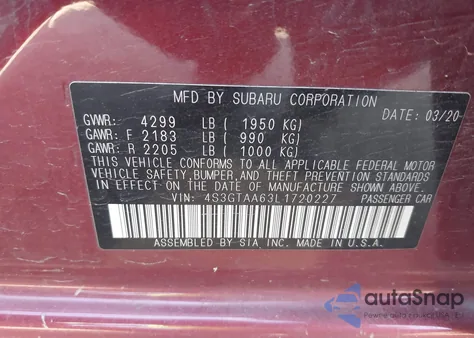 MFD BY SUBARU CORPORATION
GWR: 4299 LB ( 1950 KG) DATE: 03/20
GAWR: F 2183 LB ( 990 KG)
GAWR: R 2205 LB ( 1000 KG)
THIS VEHICLE CONFORMS TO ALL APPLICABLE FEDERAL MOTOR
VEHICLE SAFETY, BUMPER, AND THEFT PREVENTION STANDARDS
IN EFFECT ON THE DATE OF MANUFACTURE SHOWN ABOVE.
VIN: 4S3GTAA63L1720227 PASSENGER CAR
ASSEMBLED BY SIA INC. MADE IN U.S.A.
autaSnap